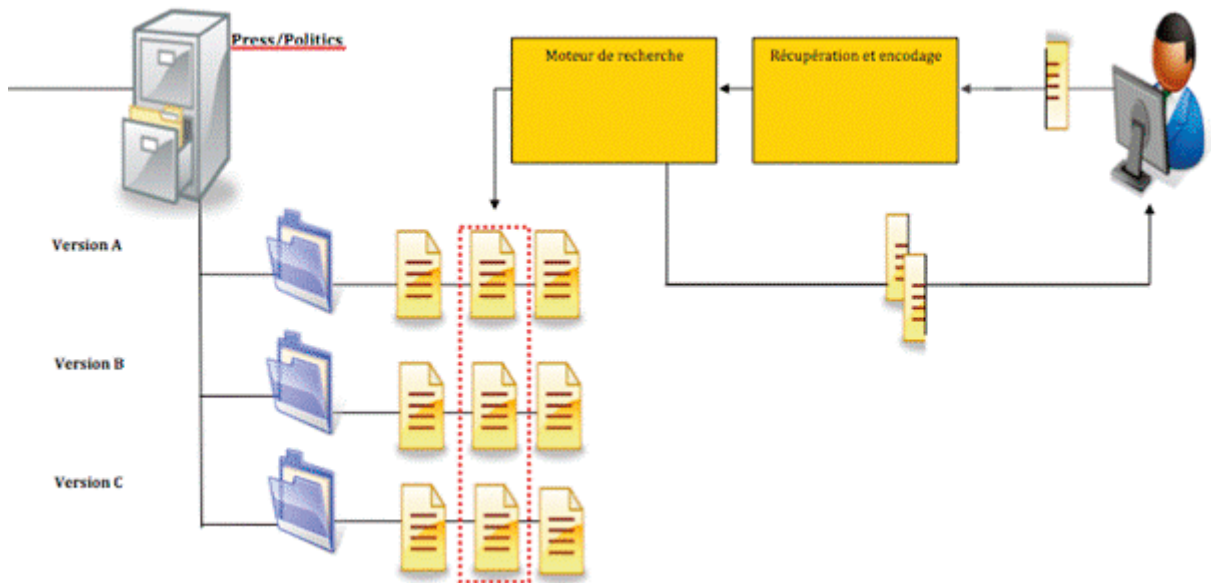 Press/Politics
Moteur de recherche
Récupération et encodage
Version A
Version B
Version C